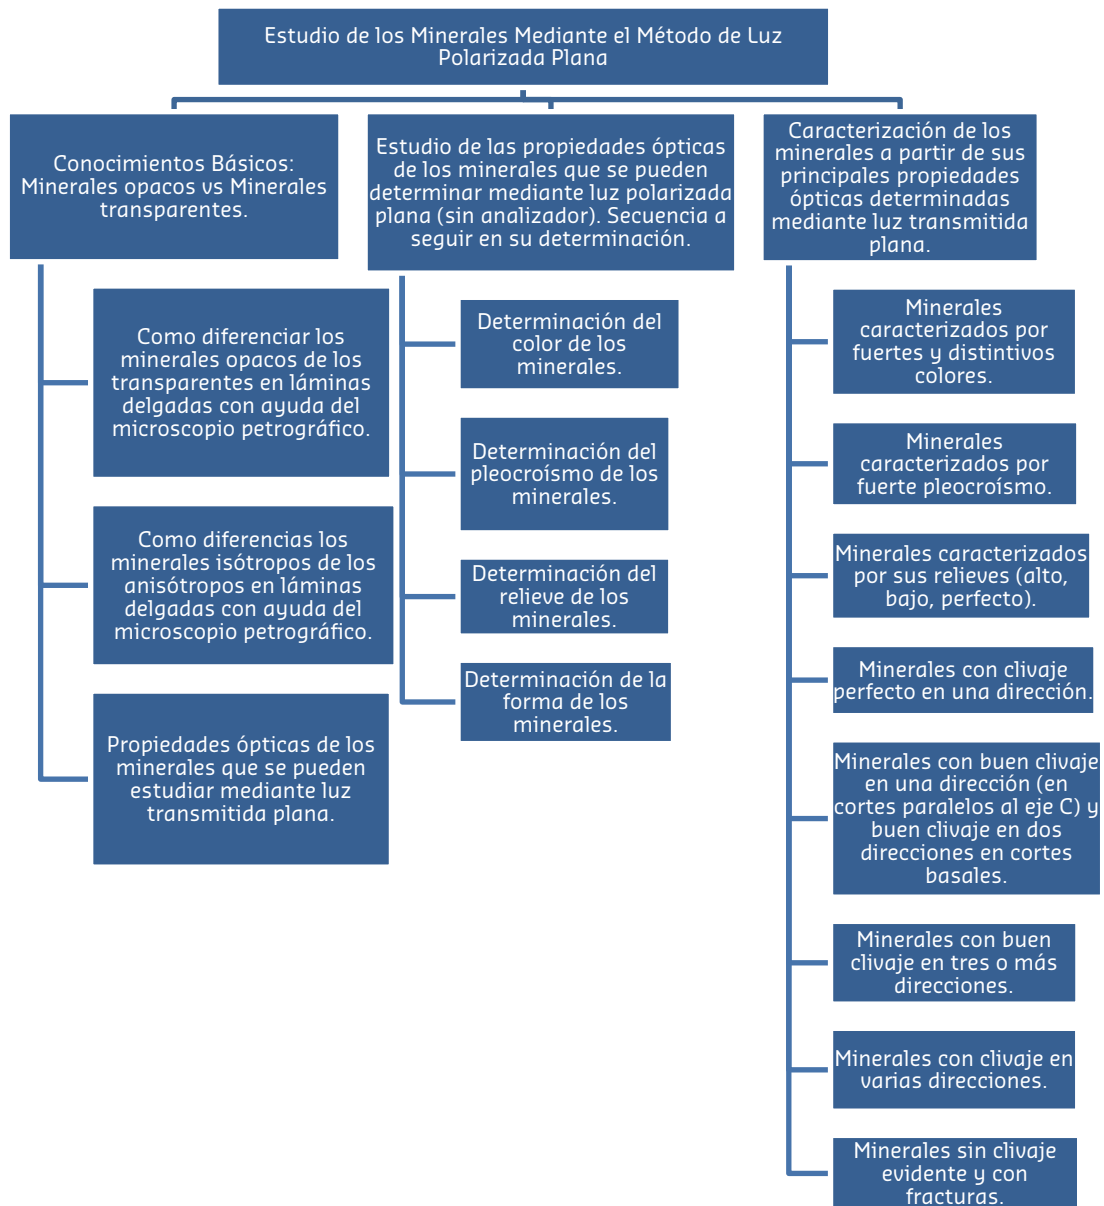 Estudio de los Minerales Mediante el Método de Luz
Polarizada Plana
Conocimientos Básicos:
Minerales opacos vs Minerales
transparentes.
Como diferenciar los
minerales opacos de los
transparentes en láminas
delgadas con ayuda del
microscopio petrográfico.
Como diferencias los
minerales isótropos de los
anisótropos en láminas
delgadas con ayuda del
microscopio petrográfico.
Propiedades ópticas de los
minerales que se pueden
estudiar mediante luz
transmitida plana.
Estudio de las propiedades ópticas
de los minerales que se pueden
determinar mediante luz polarizada
plana (sin analizador). Secuencia a
seguir en su determinación.
Determinación del
color de los
minerales.
Determinación del
pleocroísmo de los
minerales.
Determinación del
relieve de los
minerales.
Determinación de la
forma de los
minerales.
Caracterización de los
minerales a partir de sus
principales propiedades
ópticas determinadas
mediante luz transmitida
plana.
Minerales
caracterizados por
fuertes y distintivos
colores.
Minerales
caracterizados por
fuerte pleocroísmo.
Minerales caracterizados
por sus relieves (alto,
bajo, perfecto).
Minerales con clivaje
perfecto en una dirección.
Minerales con buen clivaje
en una dirección (en
cortes paralelos al eje C) y
buen clivaje en dos
direcciones en cortes
basales.
Minerales con buen
clivaje en tres o más
direcciones.
Minerales con clivaje en
varias direcciones.
Minerales sin clivaje
evidente y con
fracturas.